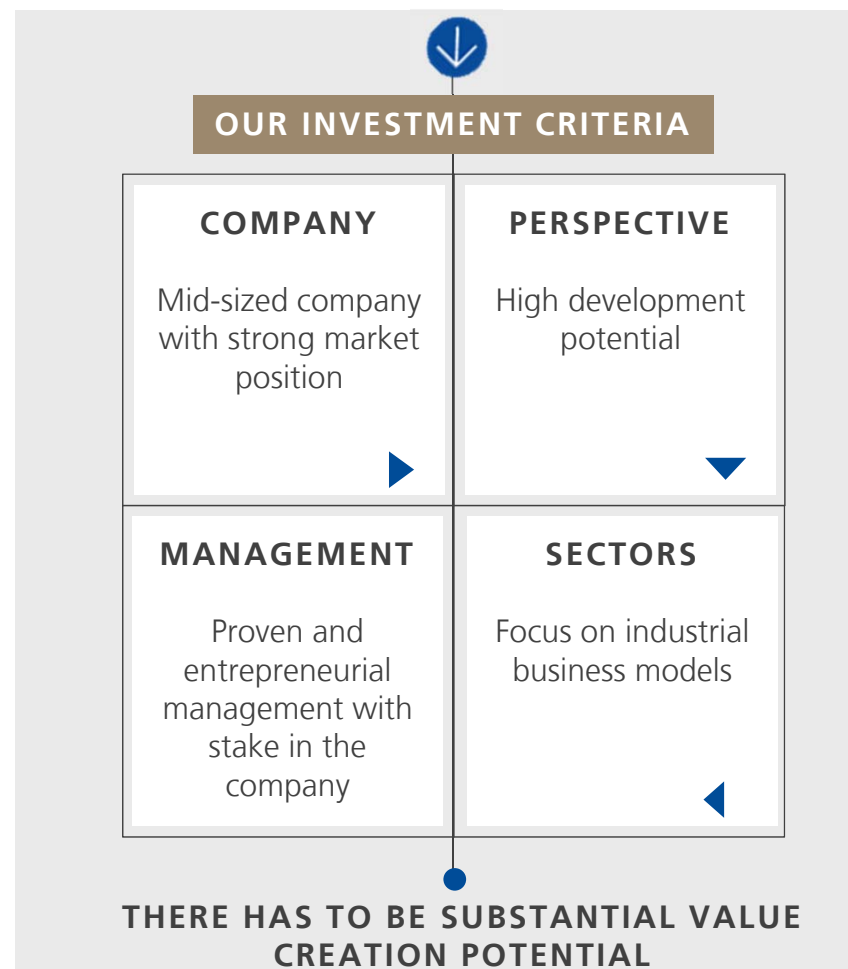 OUR INVESTMENT CRITERIA
COMPANY
Mid-sized company
with strong market
position
PERSPECTIVE
High development
potential
MANAGEMENT
Proven and
entrepreneurial
management with
stake in the
company
SECTORS
Focus on industrial
business models
THERE HAS TO BE SUBSTANTIAL VALUE
CREATION POTENTIAL